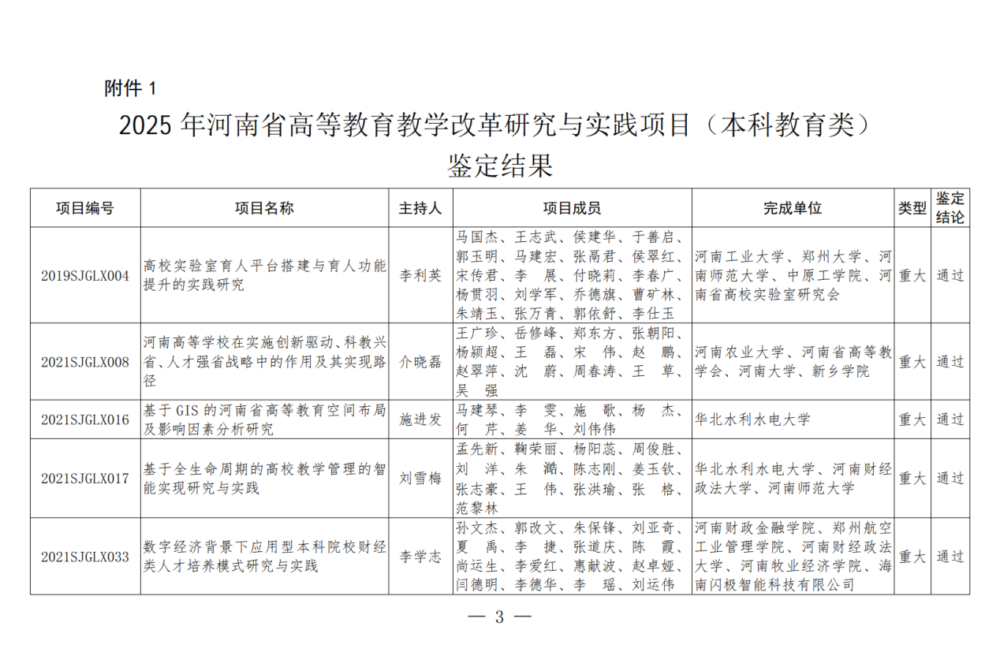 附件 1
2025 年河南省高等教育教学改革研究与实践项目（本科教育类）
鉴定结果
项目编号 项目名称 主持人 项目成员 完成单位 类型 鉴定
结论
2019SJGLX004
高校实验室育人平台搭建与育人功能
提升的实践研究
李利英
马国杰、王志武、侯建华、于善启、
郭玉明、马建宏、张鬲君、侯翠红、
宋传君、李　展、付晓莉、李春广、
杨贯羽、刘学军、乔德旗、曹矿林、
朱靖玉、张万青、郭依舒、李仕玉
河南工业大学、郑州大学、河
南师范大学、中原工学院、河
南省高校实验室研究会
重大
通过
2021SJGLX008
河南高等学校在实施创新驱动、科教兴
省、人才强省战略中的作用及其实现路
径
介晓磊
王广珍、岳修峰、郑东方、张朝阳、
杨颍超、王　磊、宋　伟、赵　鹏、
赵翠萍、沈　蔚、周春涛、王　草、
吴　强
河南农业大学、河南省高等教
学会、河南大学、新乡学院
重大
通过
2021SJGLX016
基于 GIS 的河南省高等教育空间布局
及影响因素分析研究
施进发
马建琴、李　雯、施　歌、杨　杰、
何　芹、姜　华、刘伟伟
华北水利水电大学
重大
通过
2021SJGLX017
基于全生命周期的高校教学管理的智
能实现研究与实践
刘雪梅
孟先新、鞠荣丽、杨阳蕊、周俊胜、
刘　洋、朱　澔、陈志刚、姜玉钦、
张志豪、王　伟、张洪瑜、张　格、
范黎林
华北水利水电大学、河南财经
政法大学、河南师范大学
重大
通过
2021SJGLX033
数字经济背景下应用型本科院校财经
类人才培养模式研究与实践
李学志
孙文杰、郭改文、朱保锋、刘亚奇、
夏　禹、李　捷、张道庆、陈　霞、
尚运生、李爱红、惠献波、赵卓娅、
闫德明、李德华、李　瑶、刘运伟
河南财政金融学院、郑州航空
工业管理学院、河南财经政法
大学、河南牧业经济学院、海
南闪极智能科技有限公司
重大
通过
— 3 —